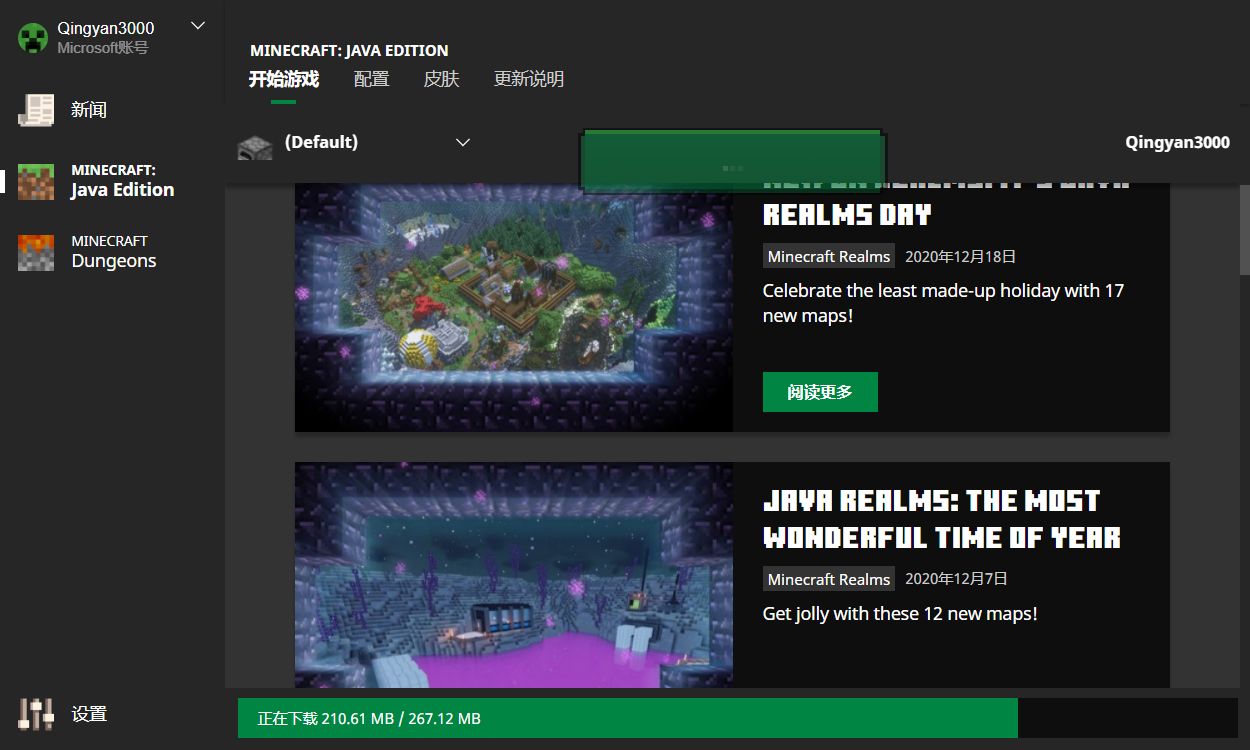 Qingyan3000
Microsoft账号
新闻
MINECRAFT:
Java Edition
MINECRAFT
Dungeons
设置
MINECRAFT: JAVA EDITION
开始游戏 配置 皮肤 更新说明
(Default)
Qingyan3000
REALMS DAY
Minecraft Realms 2020年12月18日
Celebrate the least made-up holiday with 17
new maps!
阅读更多
JAVA REALMS: THE MOST
WONDERFUL TIME OF YEAR
Minecraft Realms 2020年12月7日
Get jolly with these 12 new maps!
正在下载 210.61 MB / 267.12 MB